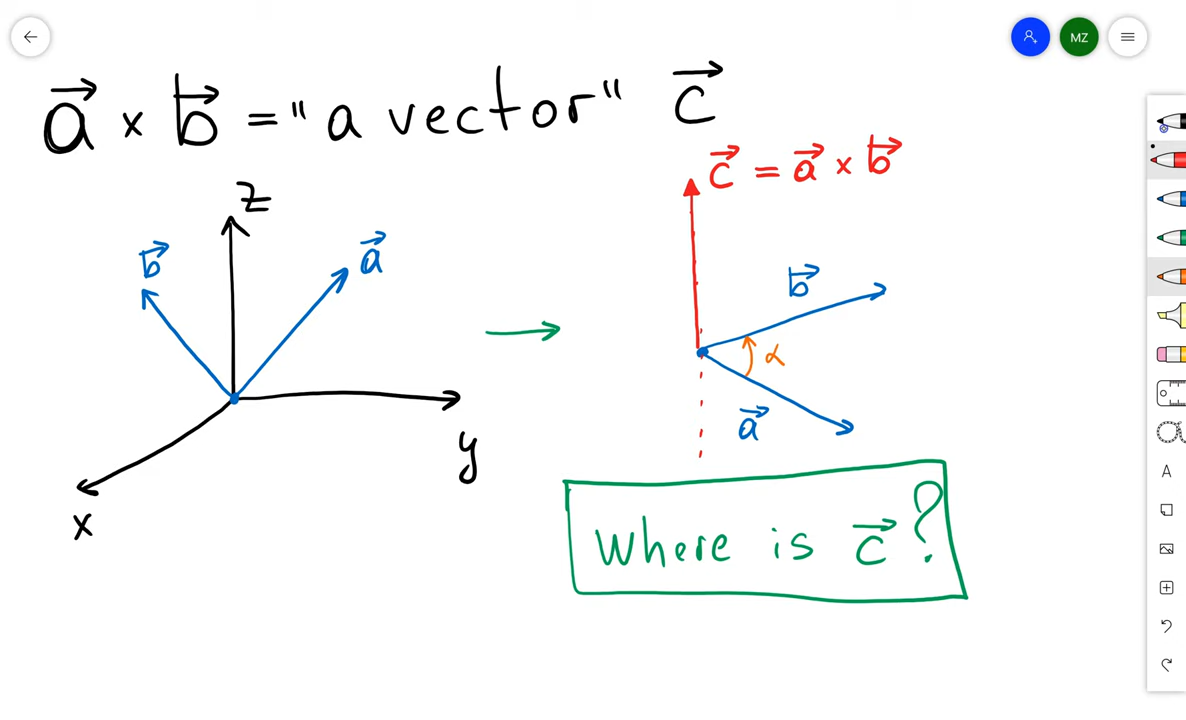 MZ
a⃗ × b⃗ = "a vector" c⃗
c⃗ = a⃗ × b⃗
z
b⃗
a⃗
y
x
b⃗
α
a⃗
Where is c⃗ ?
A